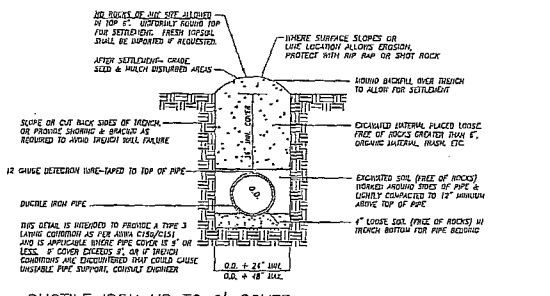 NO ROCKS OF ANY SIZE ALLOWED
IN TOP 6". UNIFORMLY ROUND TOP
FOR SETTLEMENT. FRESH TOPSOIL
SHALL BE IMPORTED IF REQUESTED.
AFTER SETTLEMENT- GRADE
SEED & MULCH DISTURBED AREAS
WHERE SURFACE SLOPES OR
LINE LOCATION ALLOWS EROSION,
PROTECT WITH RIP RAP OR SHOT ROCK
MOUND BACKFILL OVER TRENCH
TO ALLOW FOR SETTLEMENT
SLOPE OR CUT BACK SIDES OF TRENCH,
OR PROVIDE SHORING & BRACING AS
REQUIRED TO AVOID TRENCH WALL FAILURE
36" MIN. COVER
EXCAVATED MATERIAL PLACED LOOSE
FREE OF ROCKS GREATER THAN 6",
ORGANIC MATERIAL, TRASH, ETC.
12 GAUGE DETECTION WIRE-TAPED TO TOP OF PIPE
O.D.
EXCAVATED SOIL (FREE OF ROCKS)
WORKED AROUND SIDES OF PIPE &
LIGHTLY COMPACTED TO 12" MINIMUM
ABOVE TOP OF PIPE
DUCTILE IRON PIPE
4" LOOSE SOIL (FREE OF ROCKS) IN
TRENCH BOTTOM FOR PIPE BEDDING
THIS DETAIL IS INTENDED TO PROVIDE A TYPE 3
LAYING CONDITION AS PER AWWA C150/C151
AND IS APPLICABLE WHERE PIPE COVER IS 9' OR
LESS. IF COVER EXCEEDS 9', OR IF TRENCH
CONDITIONS ARE ENCOUNTERED THAT COULD CAUSE
UNSTABLE PIPE SUPPORT, CONSULT ENGINEER
O.D. + 24" MIN.
O.D. + 48" MAX.